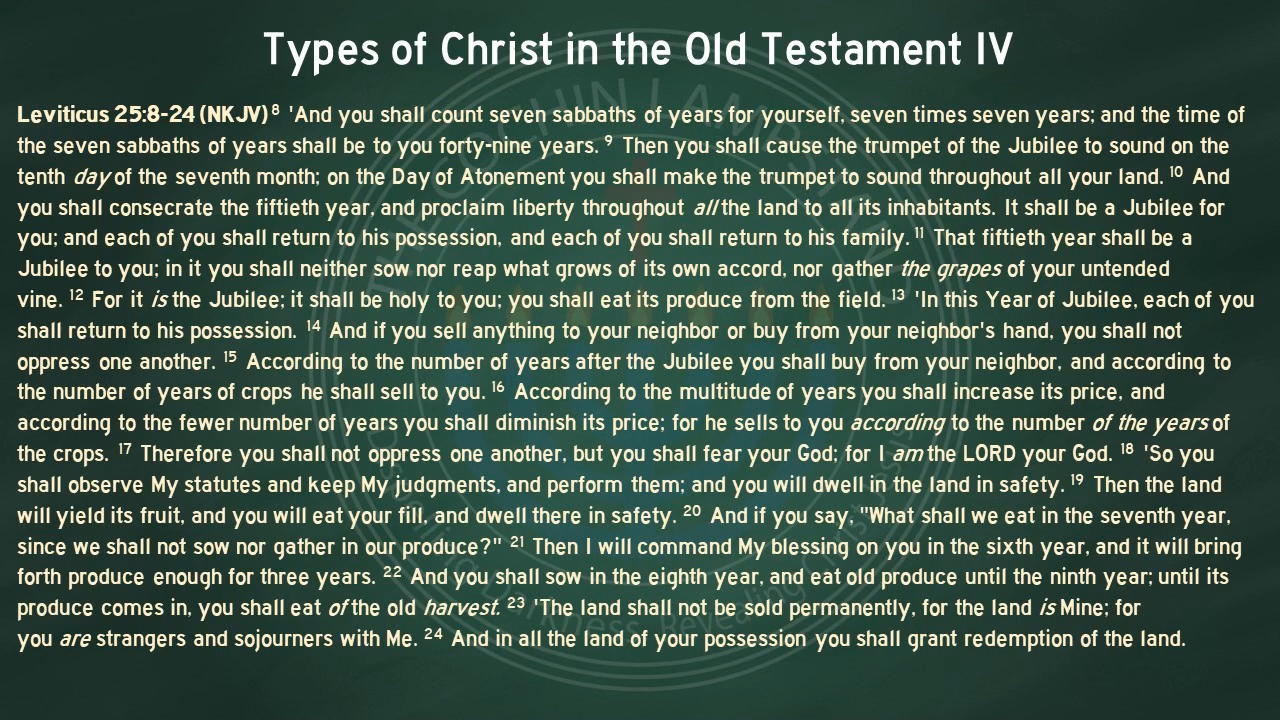 Types of Christ in the Old Testament IV
Leviticus 25:8-24 (NKJV) 8 'And you shall count seven sabbaths of years for yourself, seven times seven years; and the time of
the seven sabbaths of years shall be to you forty-nine years. 9 Then you shall cause the trumpet of the Jubilee to sound on the
tenth day of the seventh month; on the Day of Atonement you shall make the trumpet to sound throughout all your land. 10 And
you shall consecrate the fiftieth year, and proclaim liberty throughout all the land to all its inhabitants. It shall be a Jubilee for
you; and each of you shall return to his possession, and each of you shall return to his family. 11 That fiftieth year shall be a
Jubilee to you; in it you shall neither sow nor reap what grows of its own accord, nor gather the grapes of your untended
vine. 12 For it is the Jubilee; it shall be holy to you; you shall eat its produce from the field. 13 'In this Year of Jubilee, each of you
shall return to his possession. 14 And if you sell anything to your neighbor or buy from your neighbor's hand, you shall not
oppress one another. 15 According to the number of years after the Jubilee you shall buy from your neighbor, and according to
the number of years of crops he shall sell to you. 16 According to the multitude of years you shall increase its price, and
according to the fewer number of years you shall diminish its price; for he sells to you according to the number of the years of
the crops. 17 Therefore you shall not oppress one another, but you shall fear your God; for I am the LORD your God. 18 'So you
shall observe My statutes and keep My judgments, and perform them; and you will dwell in the land in safety. 19 Then the land
will yield its fruit, and you will eat your fill, and dwell there in safety. 20 And if you say, "What shall we eat in the seventh year,
since we shall not sow nor gather in our produce?" 21 Then I will command My blessing on you in the sixth year, and it will bring
forth produce enough for three years. 22 And you shall sow in the eighth year, and eat old produce until the ninth year; until its
produce comes in, you shall eat of the old harvest. 23 'The land shall not be sold permanently, for the land is Mine; for
you are strangers and sojourners with Me. 24 And in all the land of your possession you shall grant redemption of the land.